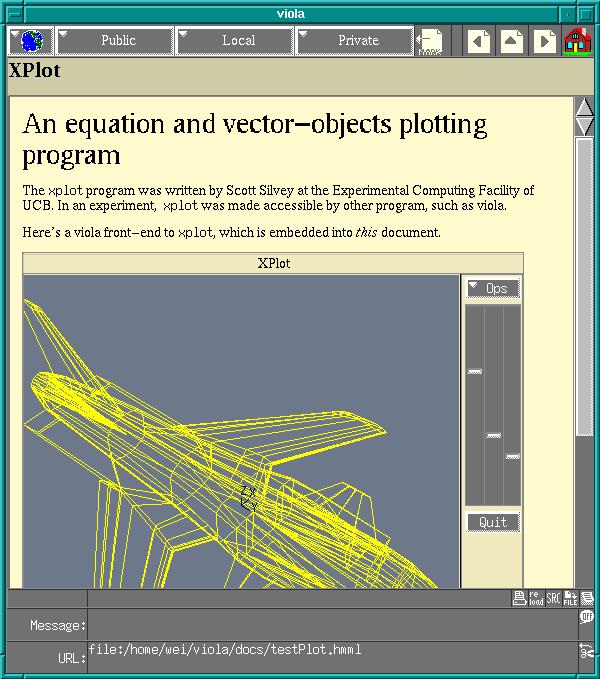 viola
Public
Local
Private
MARK
XPlot
An equation and vector-objects plotting
program
The xplot program was written by Scott Silvey at the Experimental Computing Facility of
UCB. In an experiment, xplot was made accessible by other program, such as viola.
Here's a viola front-end to xplot, which is embedded into this document.
XPlot
Ops
Quit
re
load
SRC
FILE
Message:
Off
URL:
file:/home/wei/viola/docs/testPlot.hmml